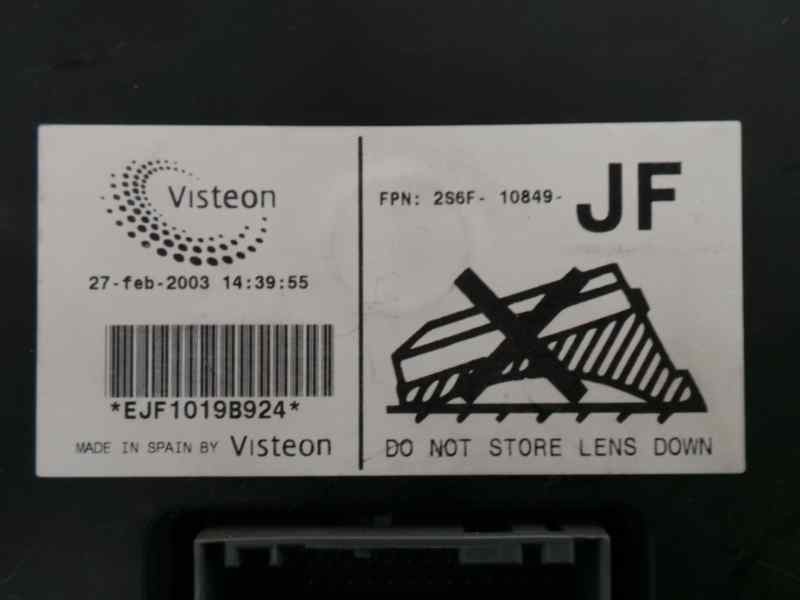 Visteon
27-feb-2003 14:39:55
*EJF1019B924*
MADE IN SPAIN BY Visteon
FPN: 2S6F- 10849- JF
DO NOT STORE LENS DOWN